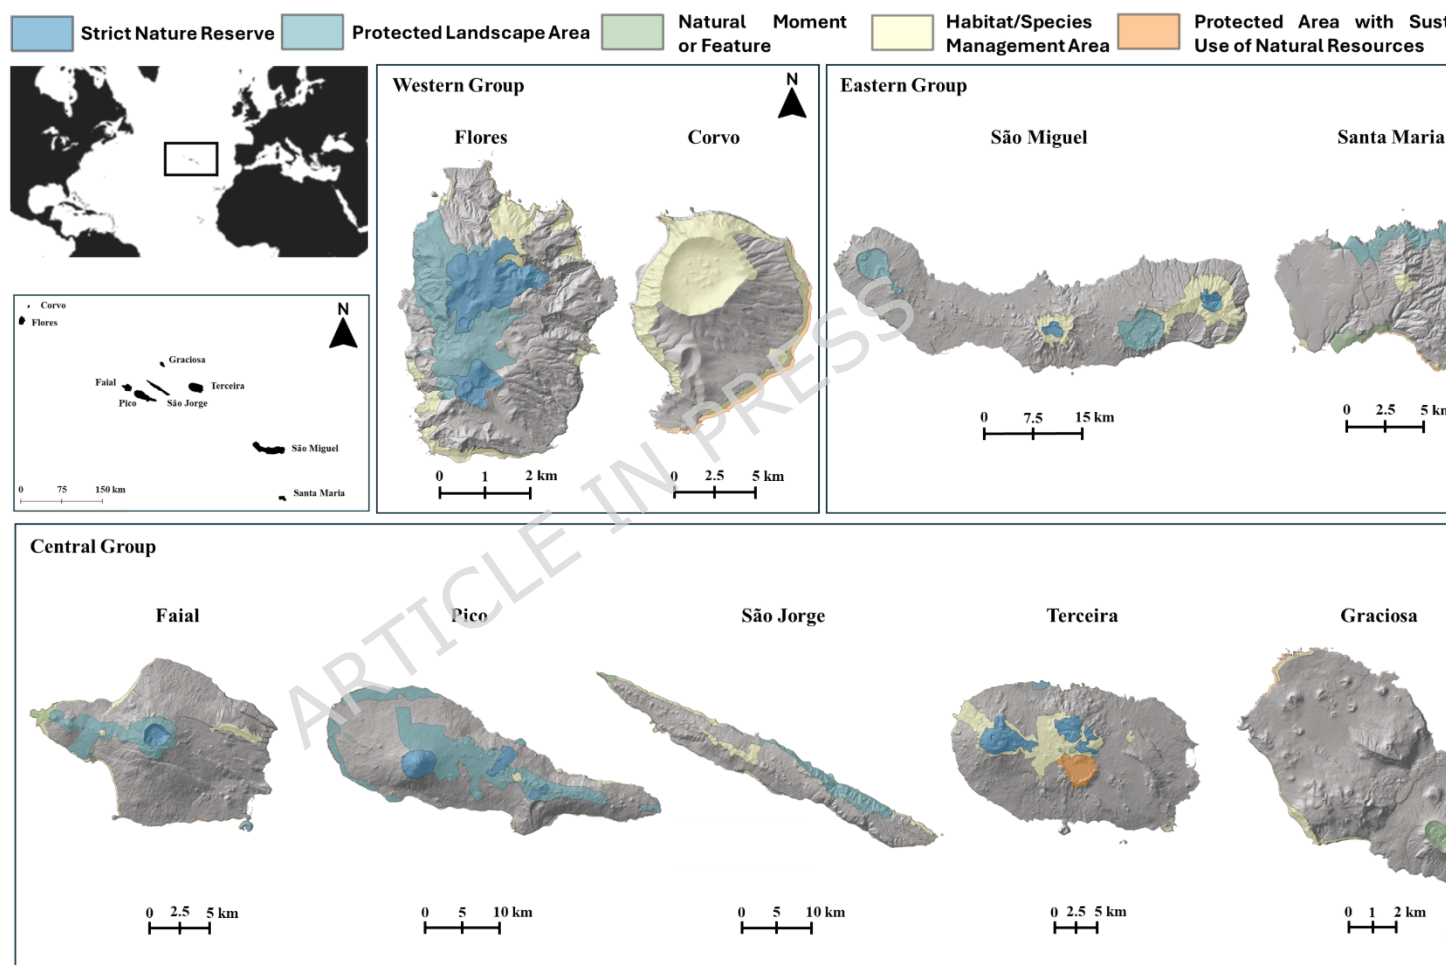 Strict Nature Reserve
Protected Landscape Area
Natural Moment
or Feature
Habitat/Species
Management Area
Protected Area with Sust
Use of Natural Resources
Western Group
N
Flores
Corvo
0 1 2 km
0 2.5 5 km
Eastern Group
São Miguel
Santa Maria
0 7.5 15 km
0 2.5 5 km
N
Corvo
Flores
Graciosa
Faial
Terceira
Pico
São Jorge
São Miguel
Santa Maria
0 75 150 km
Central Group
Faial
Pico
São Jorge
Terceira
Graciosa
0 2.5 5 km
0 5 10 km
0 5 10 km
0 2.5 5 km
0 1 2 km
ARTICLE IN PRESS